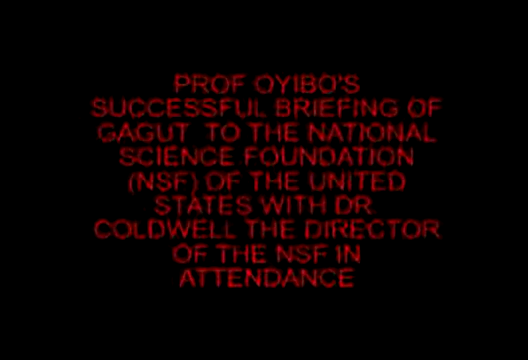 PROF OYIBO'S
SUCCESSFUL BRIEFING OF
GAGUT TO THE NATIONAL
SCIENCE FOUNDATION
(NSF) OF THE UNITED
STATES WITH DR
COLDWELL THE DIRECTOR
OF THE NSF IN
ATTENDANCE